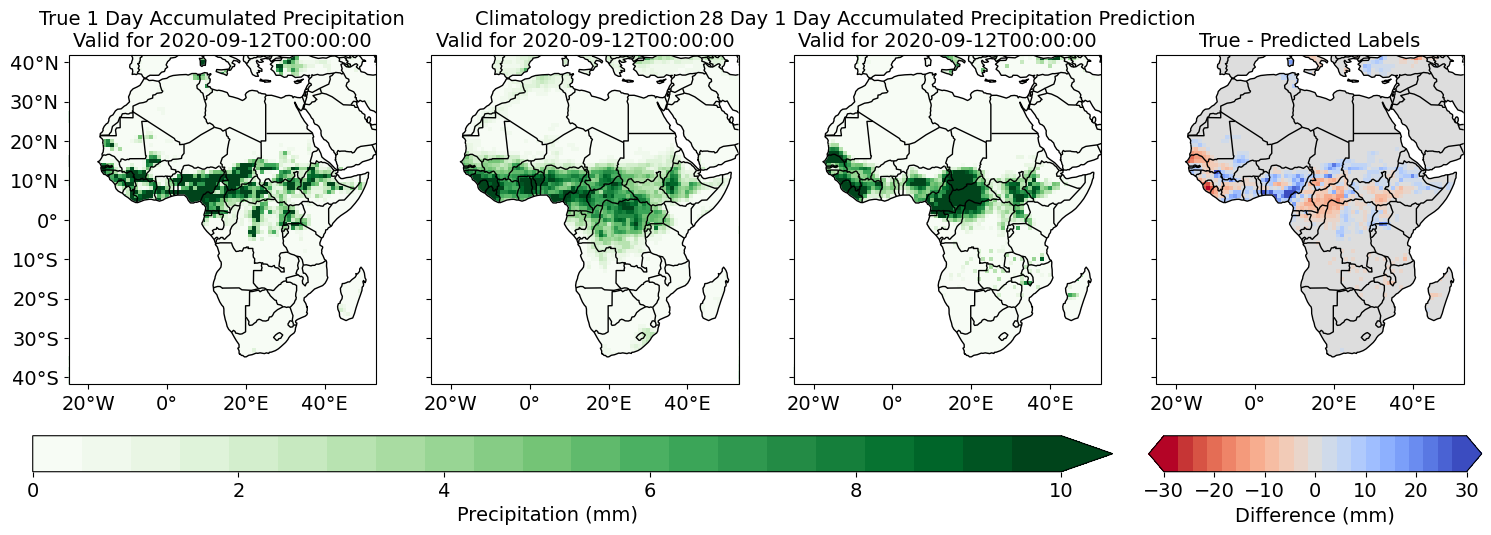 True 1 Day Accumulated Precipitation
Valid for 2020-09-12T00:00:00
Climatology prediction
Valid for 2020-09-12T00:00:00
28 Day 1 Day Accumulated Precipitation Prediction
Valid for 2020-09-12T00:00:00
True - Predicted Labels
40°N
30°N
20°N
10°N
0°
10°S
20°S
30°S
40°S
20°W 0° 20°E 40°E
20°W 0° 20°E 40°E
20°W 0° 20°E 40°E
20°W 0° 20°E 40°E
0 2 4 6 8 10
Precipitation (mm)
−30 −20 −10 0 10 20 30
Difference (mm)